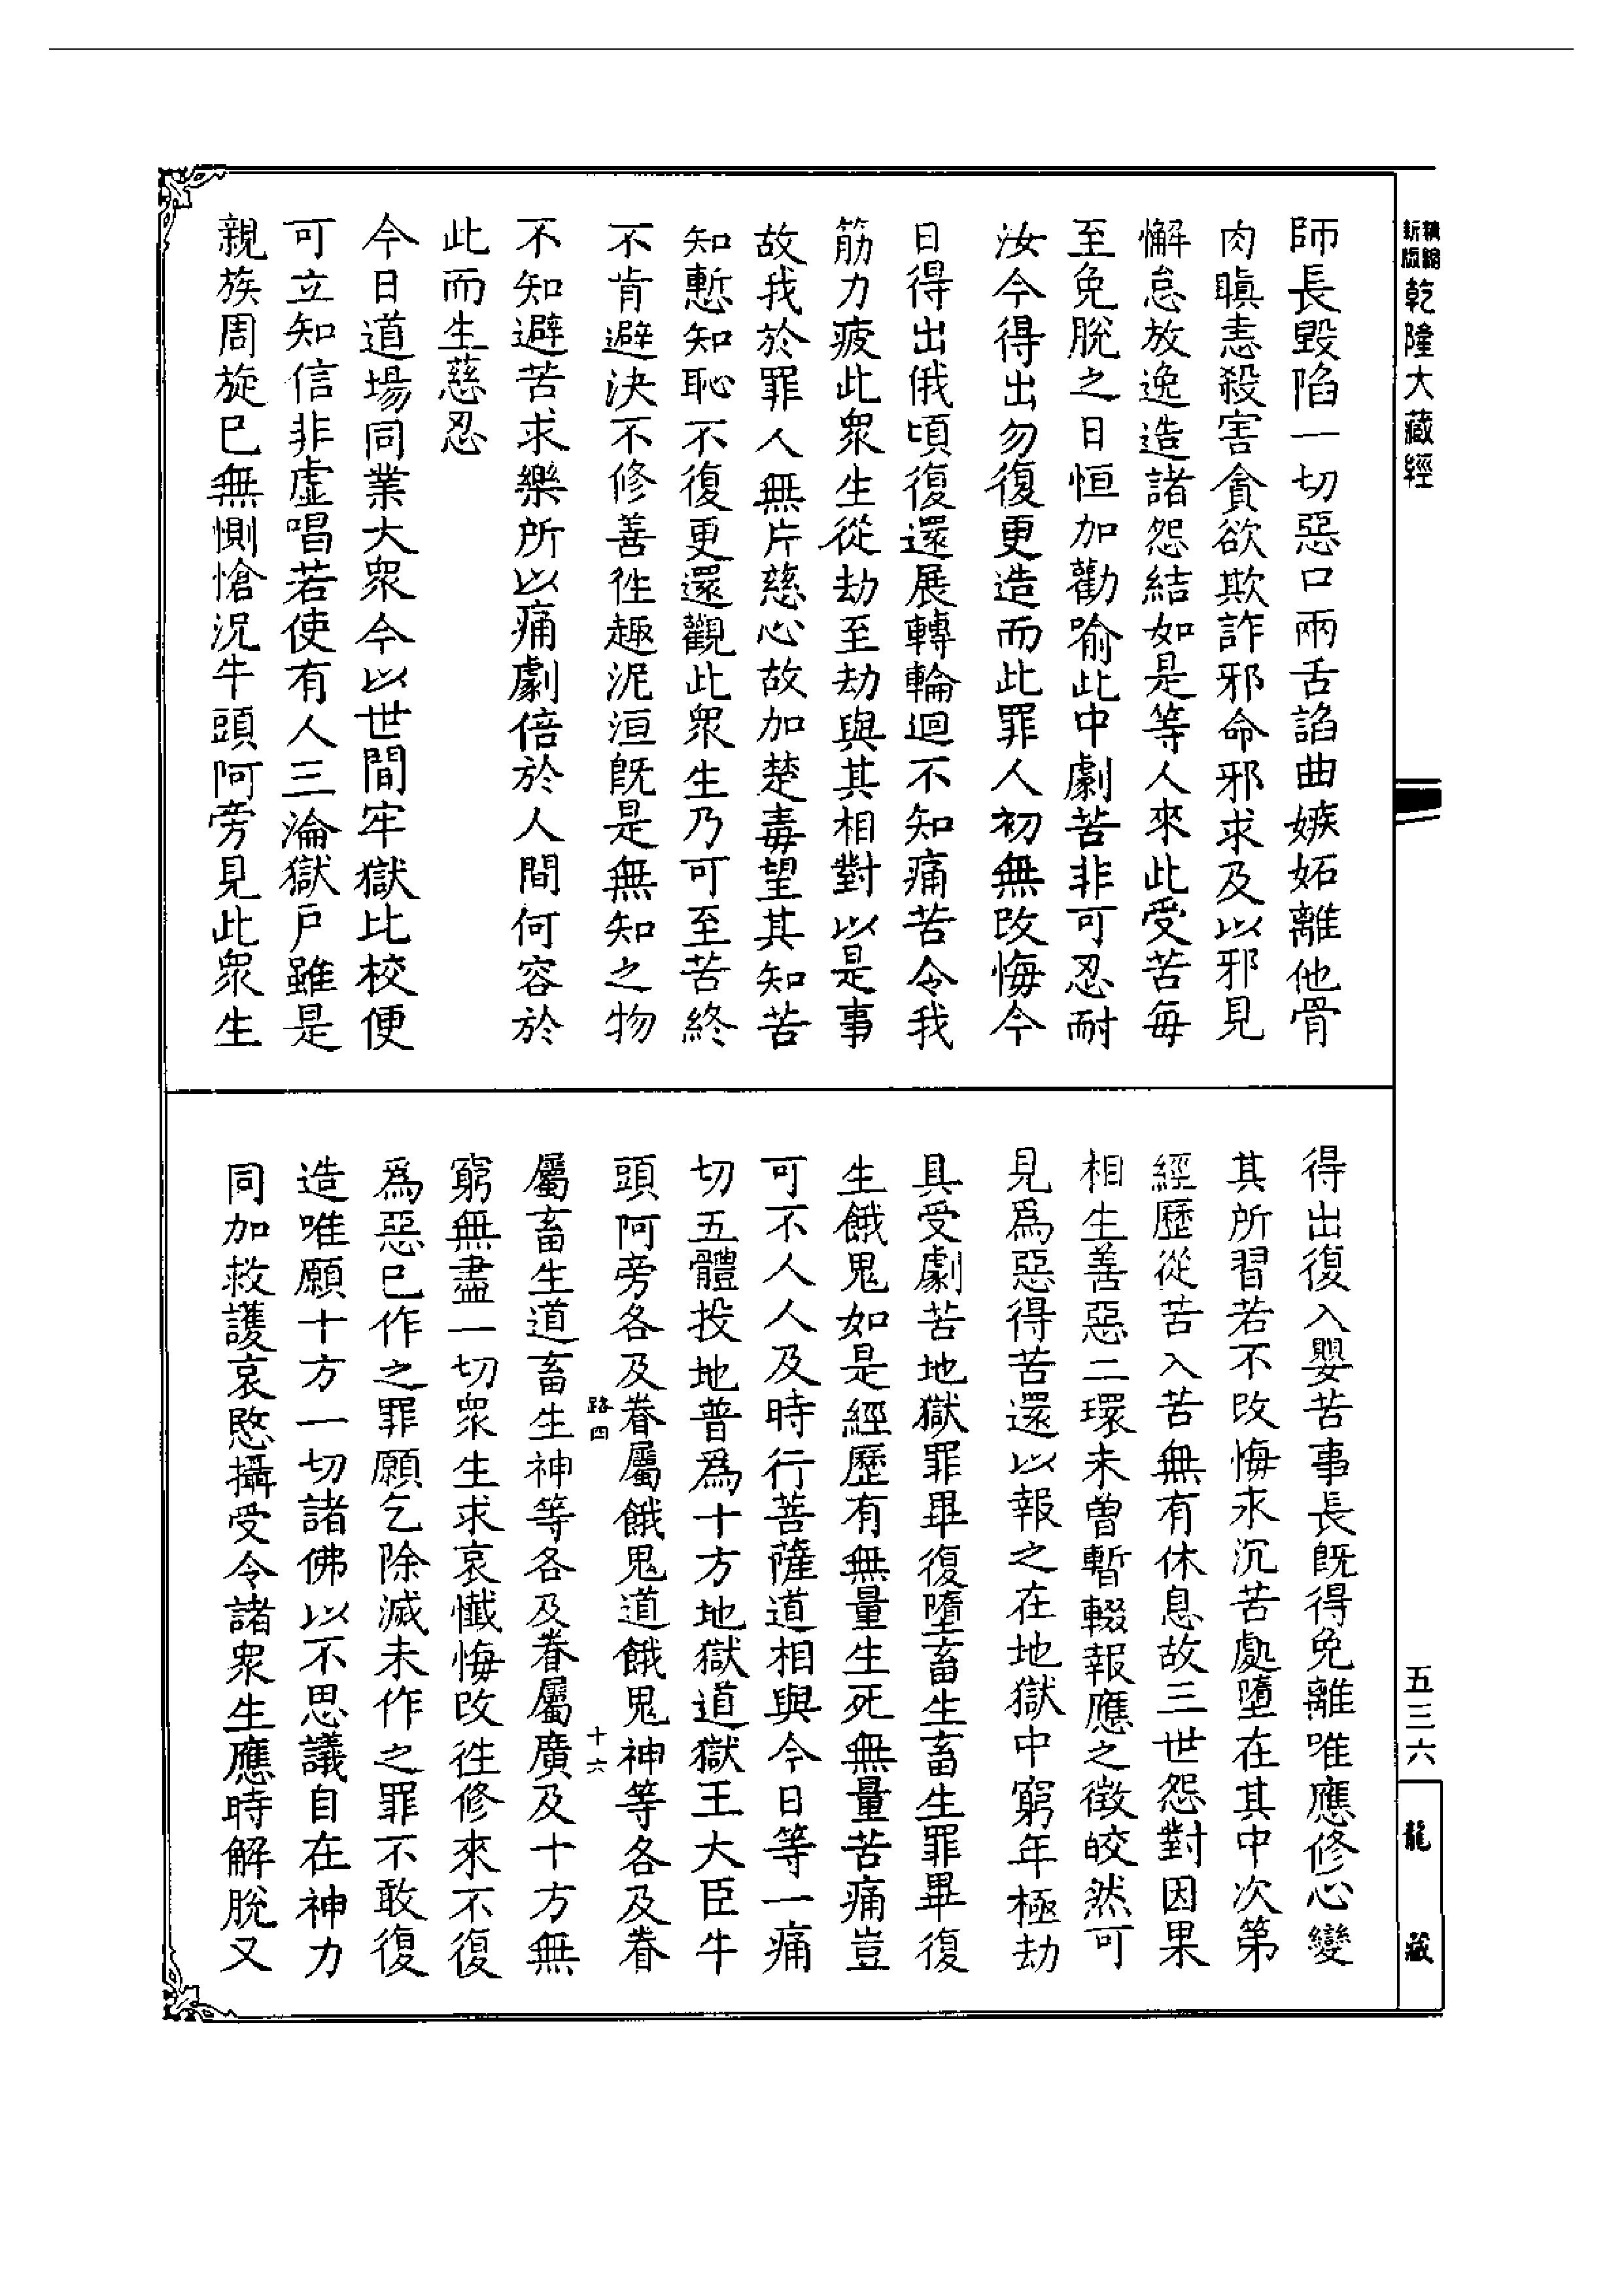 新版
精縮
乾隆大藏經
五三六
龍藏
師長毀陷一切惡口兩舌諂曲嫉妬離他骨
肉瞋恚殺害貪欲欺詐邪命邪求及以邪見
懈怠放逸造諸怨結如是等人來此受苦每
至免脫之日恒加勸喻此中劇苦非可忍耐
汝今得出勿復更造而此罪人初無改悔今
日得出俄頃復還展轉輪迴不知痛苦令我
筋力疲此眾生從劫至劫與其相對以是事
故我於罪人無片慈心故加楚毒望其知苦
知慙知恥不復更還觀此眾生乃可至苦終
不肯避決不修善徃趣泥洹既是無知之物
不知避苦求樂所以痛劇倍於人間何容於
此而生慈忍
今日道場同業大眾今以世間牢獄比校便
可立知信非虛唱若使有人三淪獄戶雖是
親族周旋已無惻愴況牛頭阿旁見此眾生
得出復入嬰苦事長既得免離唯應修心變
其所習若不改悔永沉苦處墮在其中次第
經歷從苦入苦無有休息故三世怨對因果
相生善惡二環未曾暫輟報應之徵皎然可
見為惡得苦還以報之在地獄中窮年極劫
具受劇苦地獄罪畢復墮畜生畜生罪畢復
生餓鬼如是經歷有無量生死無量苦痛豈
可不人人及時行菩薩道相與今日等一痛
切五體投地普為十方地獄道獄王大臣牛
頭阿旁各及眷屬餓鬼道餓鬼神等各及眷
路四
十六
屬畜生道畜生神等各及眷屬廣及十方無
窮無盡一切眾生求哀懺悔改徃修來不復
為惡已作之罪願乞除滅未作之罪不敢復
造唯願十方一切諸佛以不思議自在神力
同加救護哀愍攝受令諸眾生應時解脫又